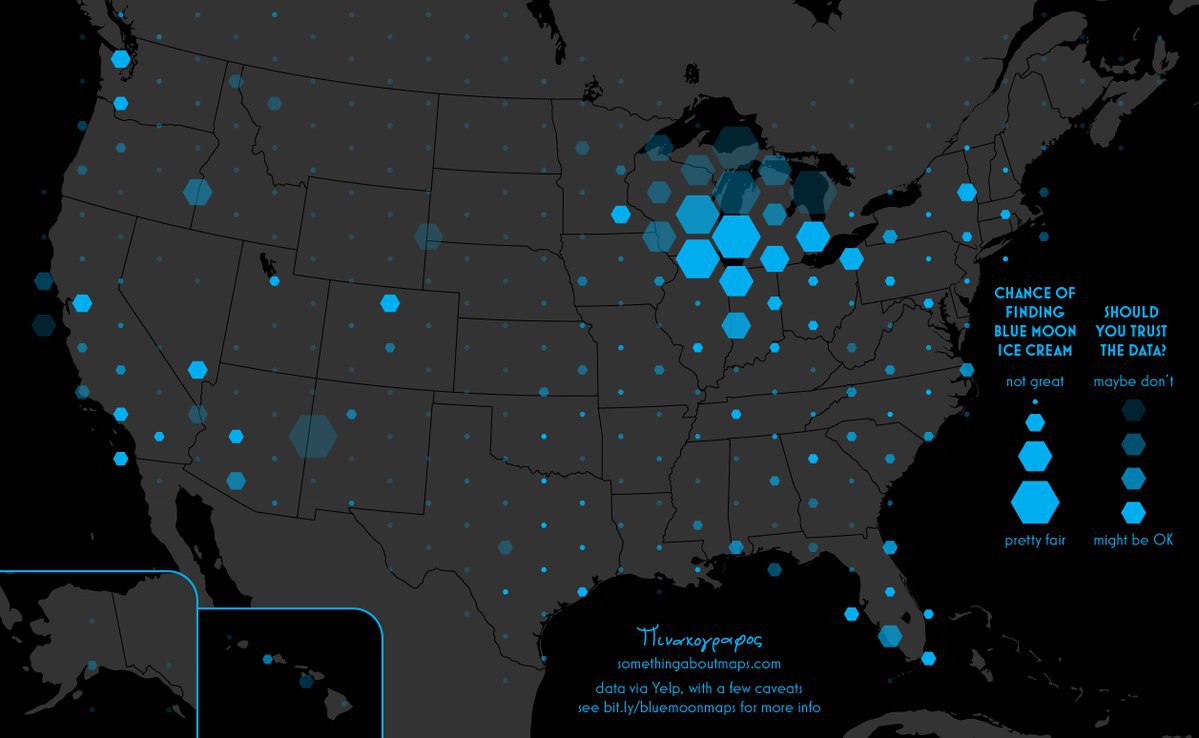 CHANCE OF
FINDING
BLUE MOON
ICE CREAM
not great
pretty fair
SHOULD
YOU TRUST
THE DATA?
maybe don't
might be OK
Πινακογραφος
somethingaboutmaps.com
data via Yelp, with a few caveats
see bit.ly/bluemoonmaps for more info